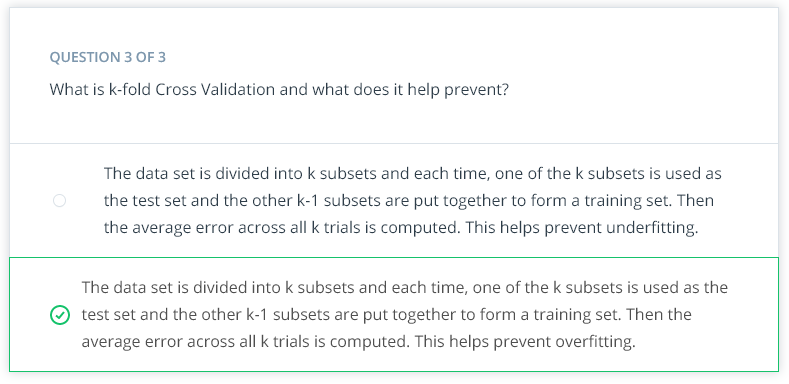 QUESTION 3 OF 3
What is k-fold Cross Validation and what does it help prevent?
The data set is divided into k subsets and each time, one of the k subsets is used as
the test set and the other k-1 subsets are put together to form a training set. Then
the average error across all k trials is computed. This helps prevent underfitting.
The data set is divided into k subsets and each time, one of the k subsets is used as the
test set and the other k-1 subsets are put together to form a training set. Then the
average error across all k trials is computed. This helps prevent overfitting.